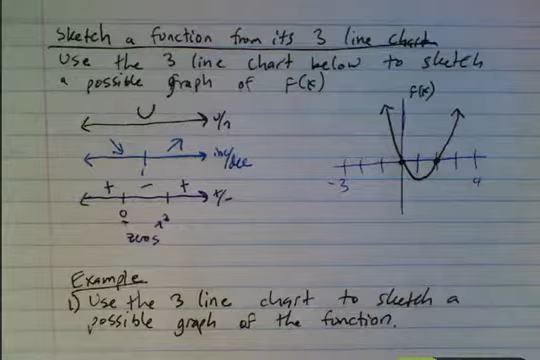 Sketch a function from its 3 line chart
Use the 3 line chart below to sketch
a possible graph of f(x)
∪
∪/∩
↘ ↗
inc/dec
1
+ - +
+/-
0 2
zeros
f(x)
-3 4
Example
1) Use the 3 line chart to sketch a
possible graph of the function.